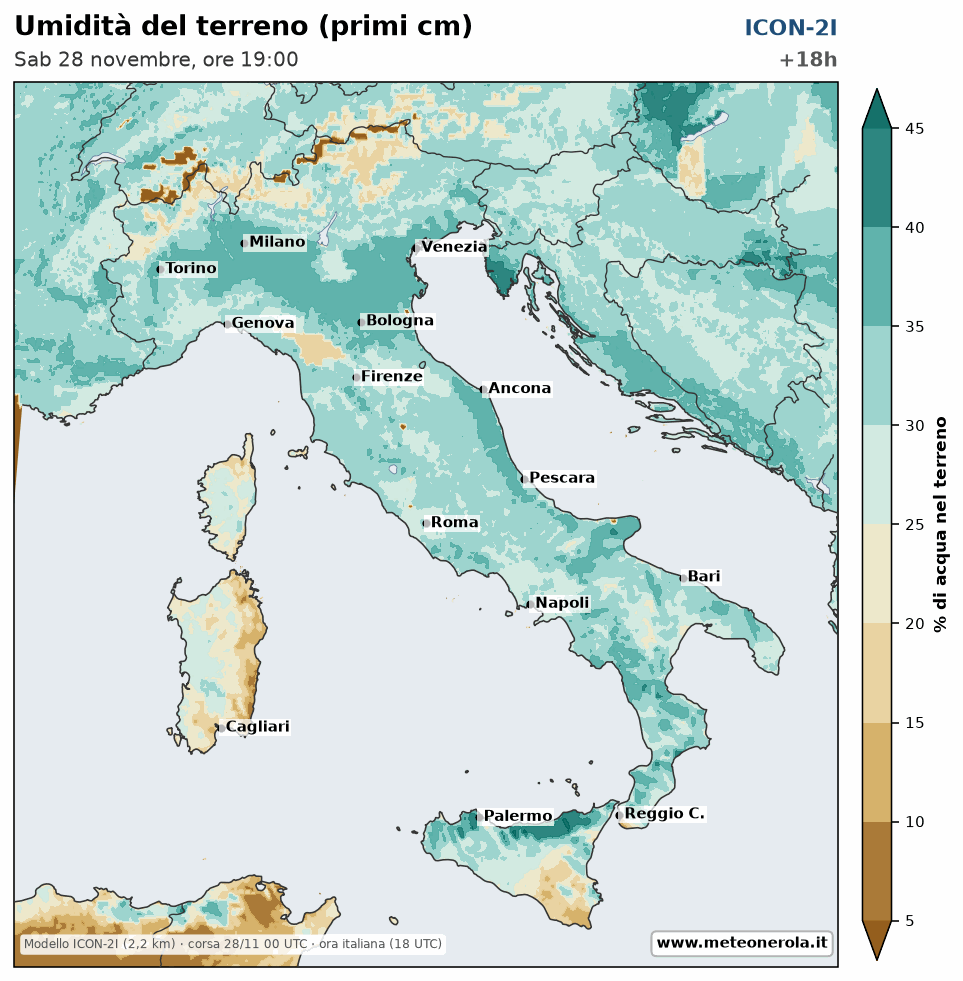 Umidità del terreno (primi cm)
ICON-2I
Sab 28 novembre, ore 19:00
+18h
Milano
Venezia
Torino
Genova
Bologna
Firenze
Ancona
Pescara
Roma
Bari
Napoli
Cagliari
Palermo
Reggio C.
45
40
35
30
25
20
15
10
5
% di acqua nel terreno
Modello ICON-2I (2,2 km) · corsa 28/11 00 UTC · ora italiana (18 UTC)
www.meteonerola.it